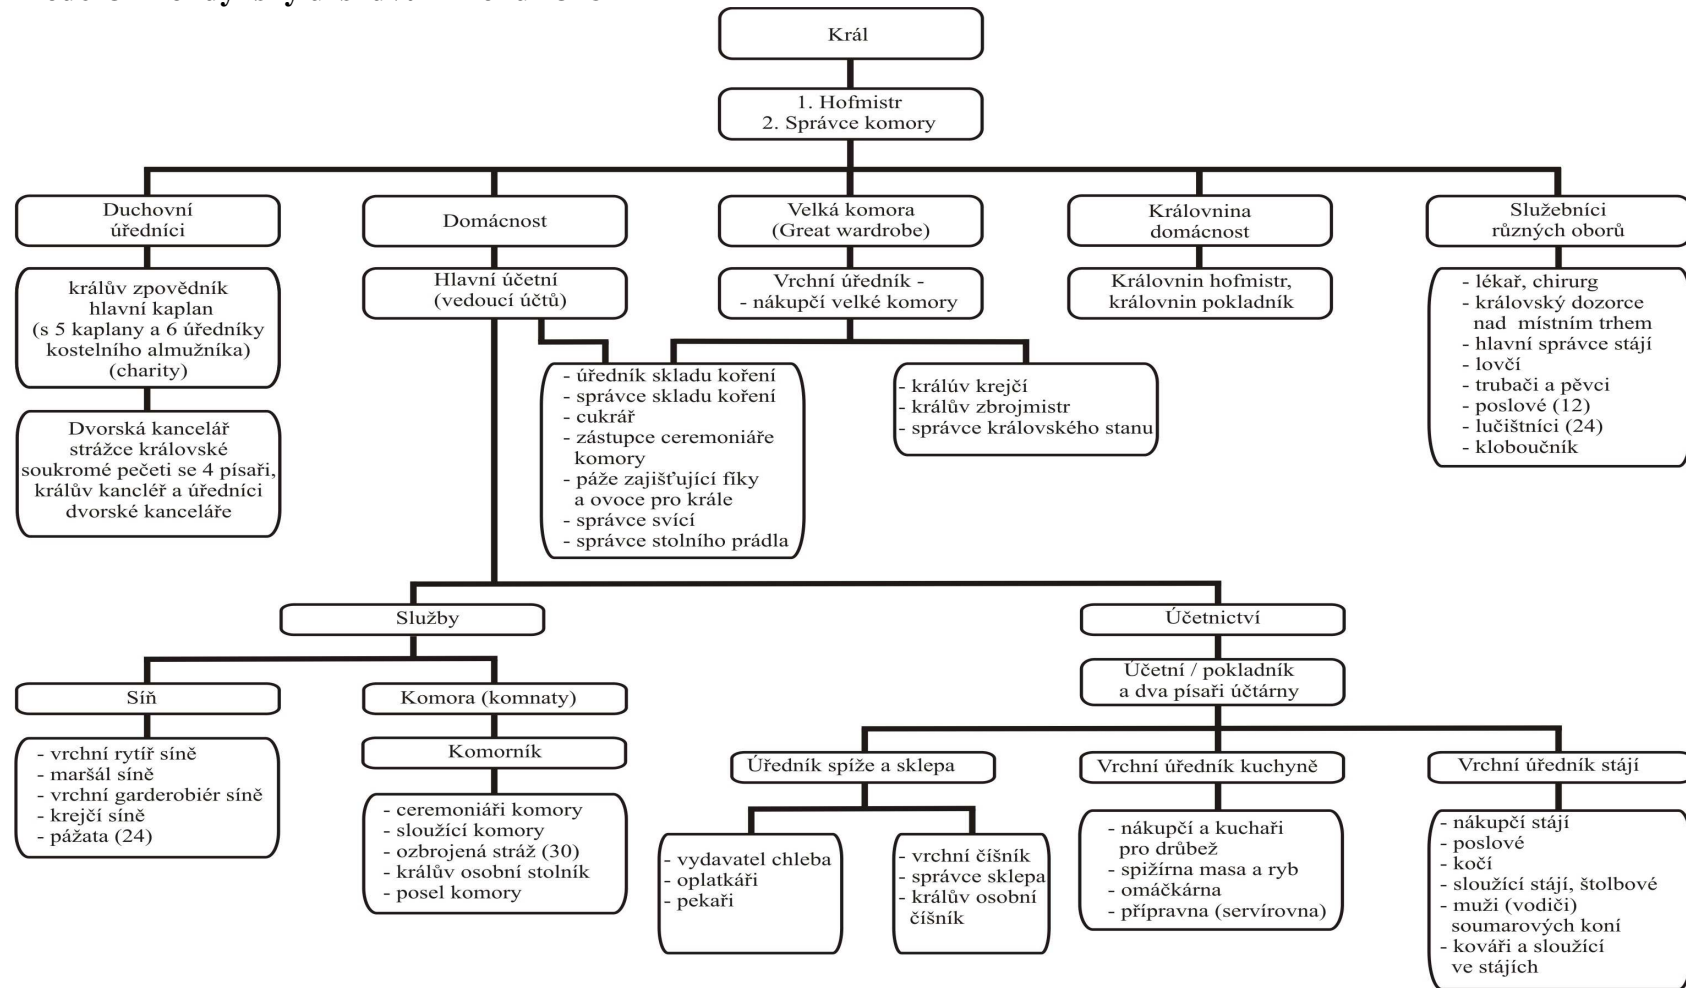 Král
1. Hofmistr
2. Správce komory
Duchovní
úředníci
Domácnost
Velká komora
(Great wardrobe)
Královnina
domácnost
Služebníci
různých oborů
králův zpovědník
hlavní kaplan
(s 5 kaplany a 6 úředníky
kostelního almužníka)
(charity)
Hlavní účetní
(vedoucí účtů)
Vrchní úředník -
- nákupčí velké komory
Královnin hofmistr,
královnin pokladník
- lékař, chirurg
- královský dozorce
nad místním trhem
- hlavní správce stájí
- lovčí
- trubači a pěvci
- poslové (12)
- lučištníci (24)
- kloboučník
Dvorská kancelář
strážce královské
soukromé pečeti se 4 písaři,
králův kancléř a úředníci
dvorské kanceláře
- úředník skladu koření
- správce skladu koření
- cukrář
- zástupce ceremoniáře
komory
- páže zajišťující fíky
a ovoce pro krále
- správce svící
- správce stolního prádla
- králúv krejčí
- králův zbrojmistr
- správce královského stanu
Služby
Účetnictví
Síň
Komora (komnaty)
Účetní / pokladník
a dva písaři účtárny
- vrchní rytíř síně
- maršál síně
- vrchní garderobiér síně
- krejčí síně
- pážata (24)
Komorník
- ceremoniáři komory
- sloužící komory
- ozbrojená stráž (30)
- králův osobní stolník
- posel komory
Úředník spíže a sklepa
Vrchní úředník kuchyně
Vrchní úředník stájí
- vydavatel chleba
- oplatkáři
- pekaři
- vrchní číšník
- správce sklepa
- králův osobní
číšník
- nákupčí a kuchaři
pro drůbež
- spižírna masa a ryb
- omáčkárna
- přípravna (servírovna)
- nákupčí stájí
- poslové
- kočí
- sloužící stájí, štolbové
- muži (vodiči)
soumarových koní
- kováři a sloužící
ve stájích